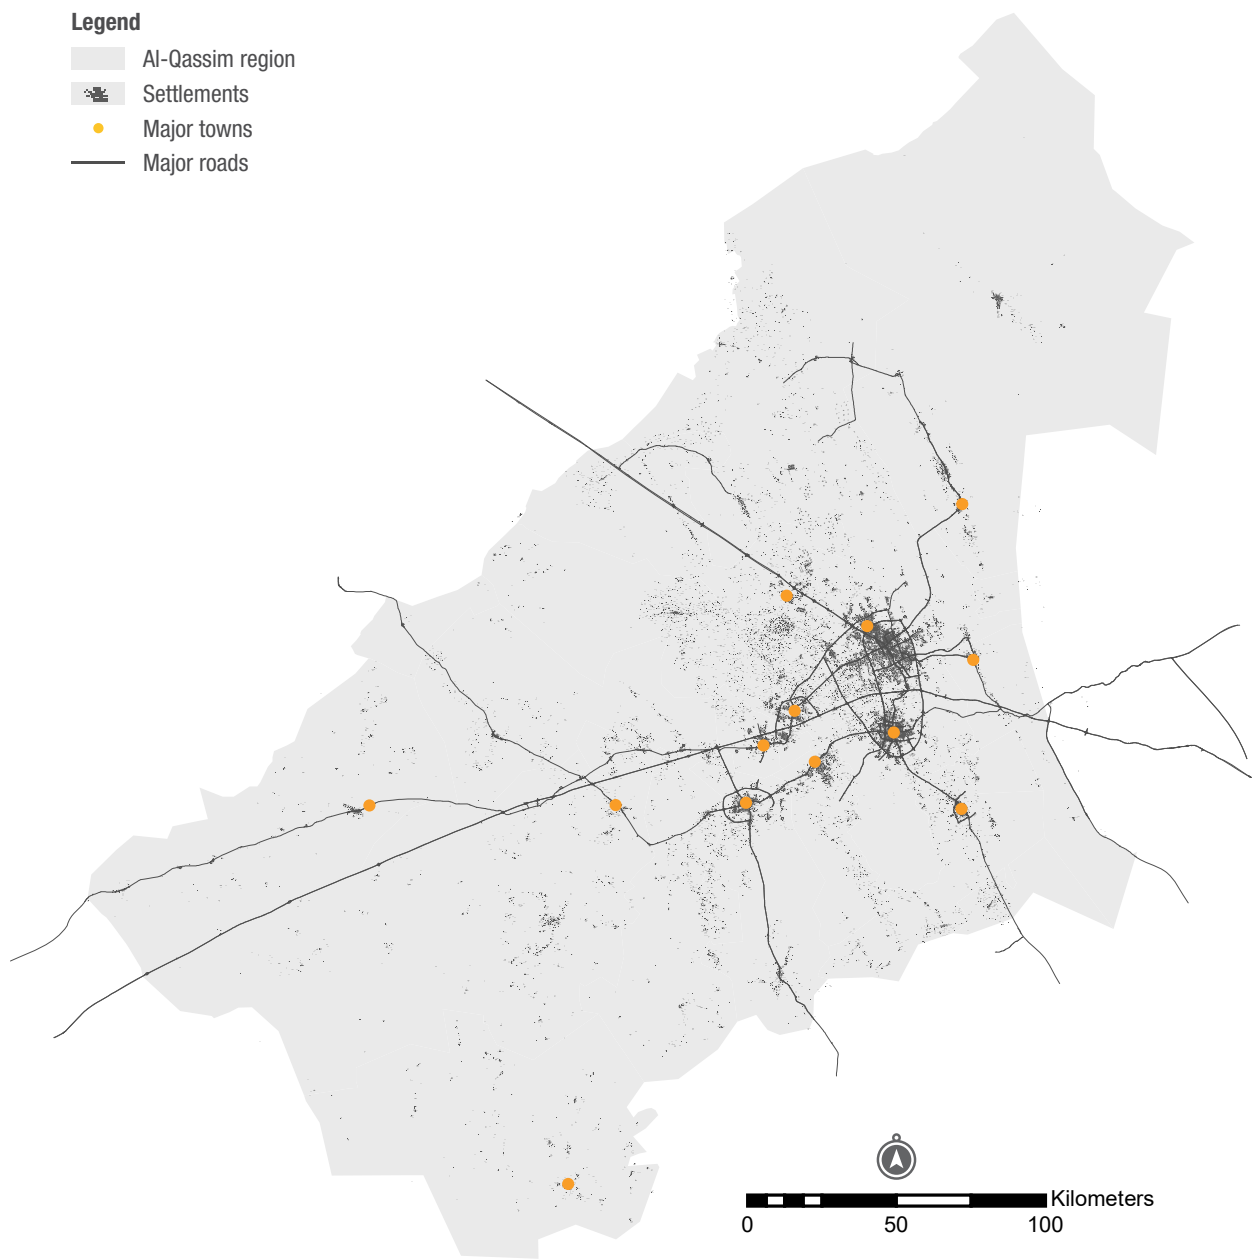 Legend
Al-Qassim region
Settlements
Major towns
Major roads
Kilometers
0 50 100